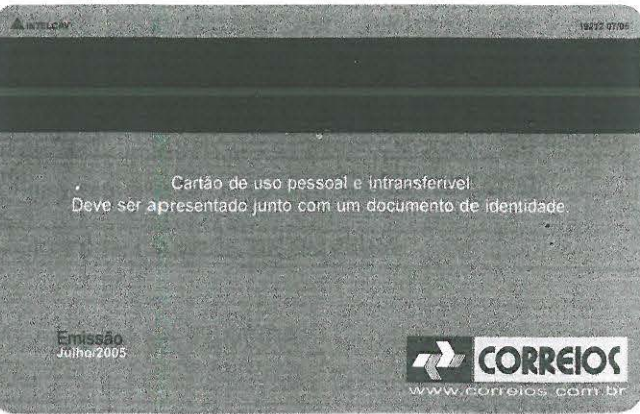 INTELCAV
Cartão de uso pessoal e intransferível.
Deve ser apresentado junto com um documento de identidade.
Emissão
Julho/2005
CORREIOS
www.correios.com.br